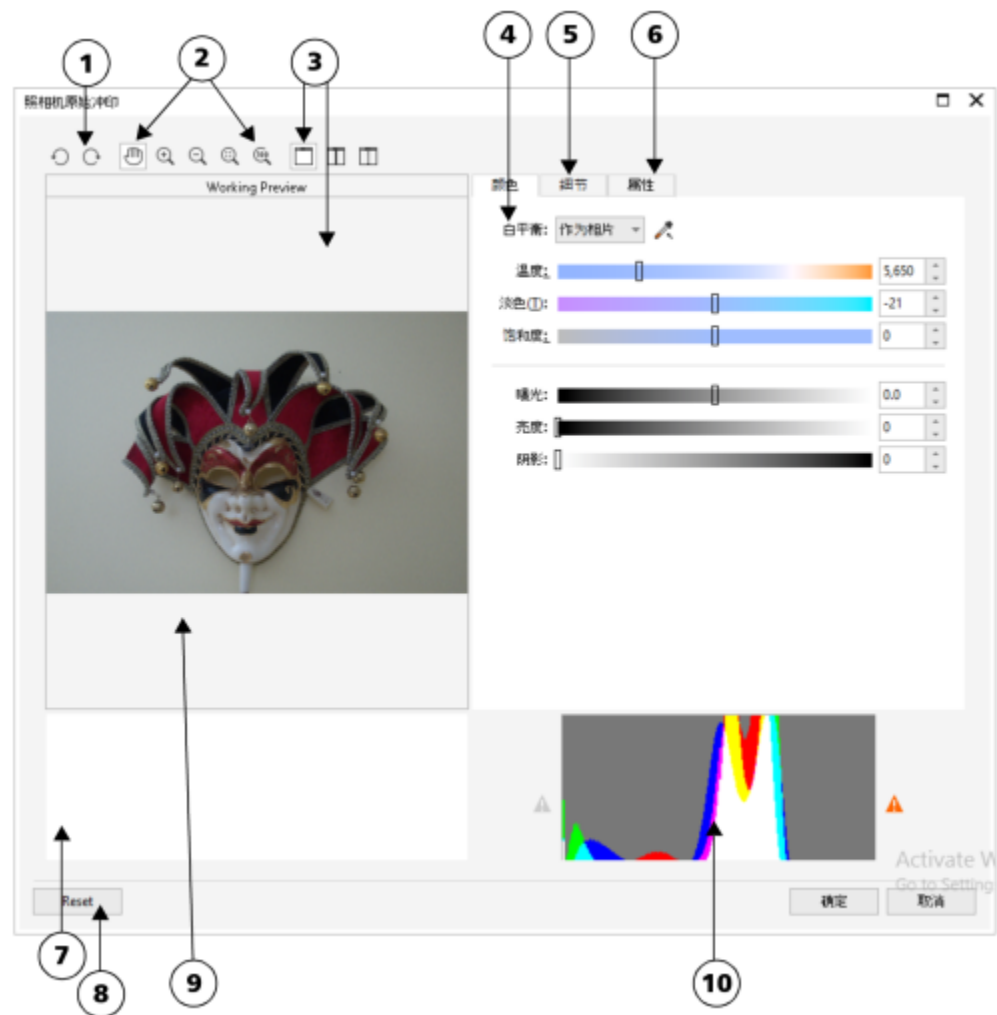 1 2 3 4 5 6
照相机原始冲印
Working Preview
颜色 细节 属性
白平衡: 作为相片
温度: 5,650
淡色(I): -21
饱和度: 0
曝光: 0.0
亮度: 0
阴影: 0
Activate W
Go to Setting
Reset 确定 取消
7 8 9 10